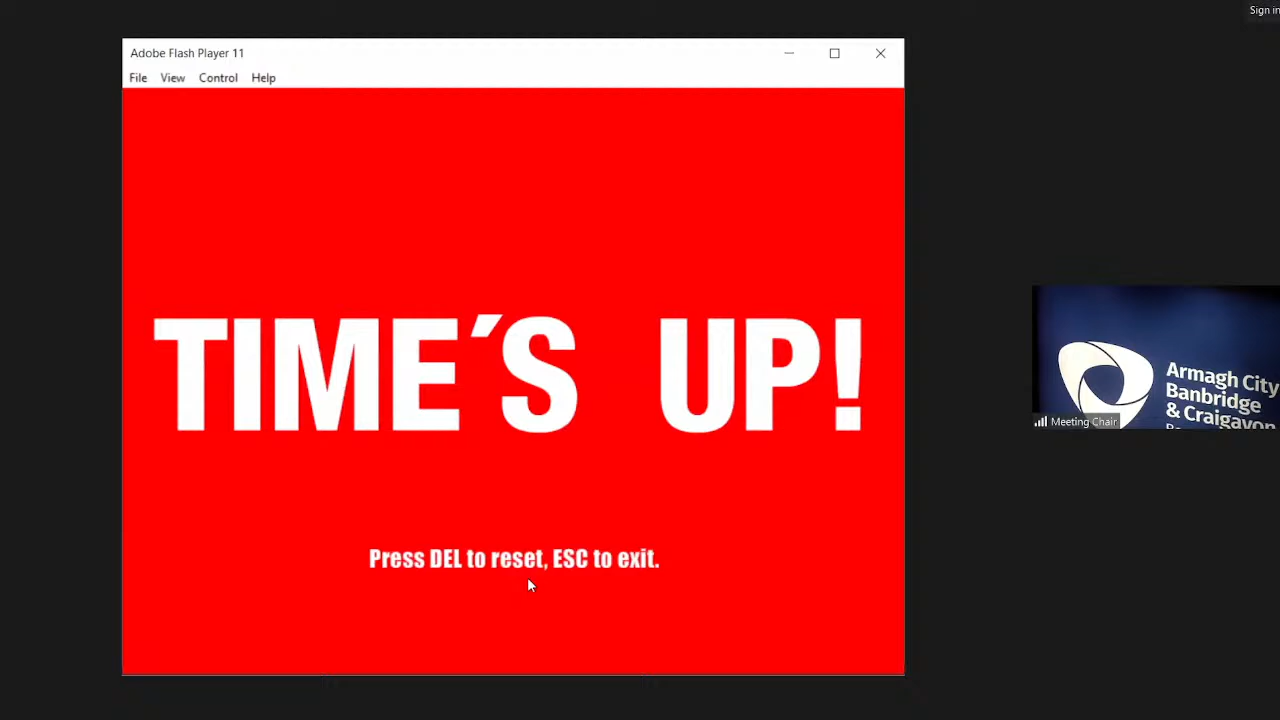 Sign in
Adobe Flash Player 11
File View Control Help
TIME´S UP!
Press DEL to reset, ESC to exit.
Armagh City
Banbridge
& Craigavon
Meeting Chair